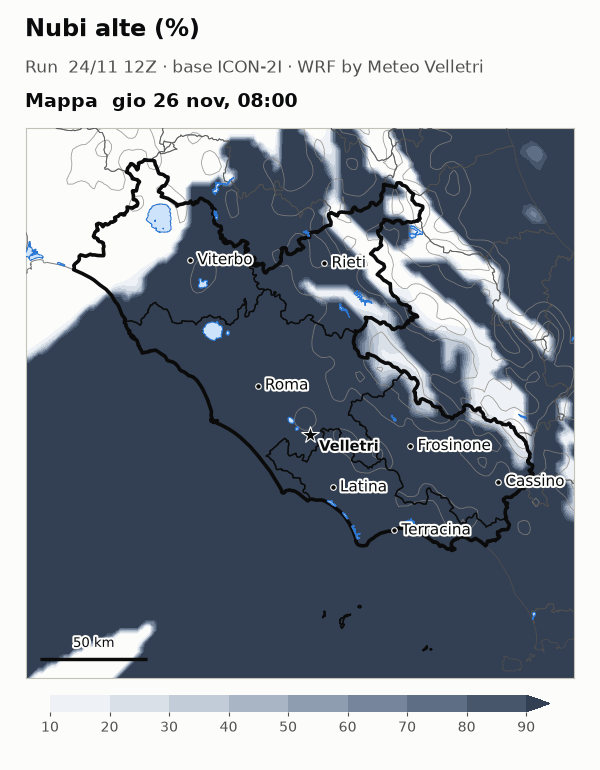 Nubi alte (%)
Run  24/11 12Z · base ICON-2I · WRF by Meteo Velletri
Mappa  gio 26 nov, 08:00
Viterbo
Rieti
Roma
Velletri
Frosinone
Cassino
Latina
Terracina
50 km
10 20 30 40 50 60 70 80 90